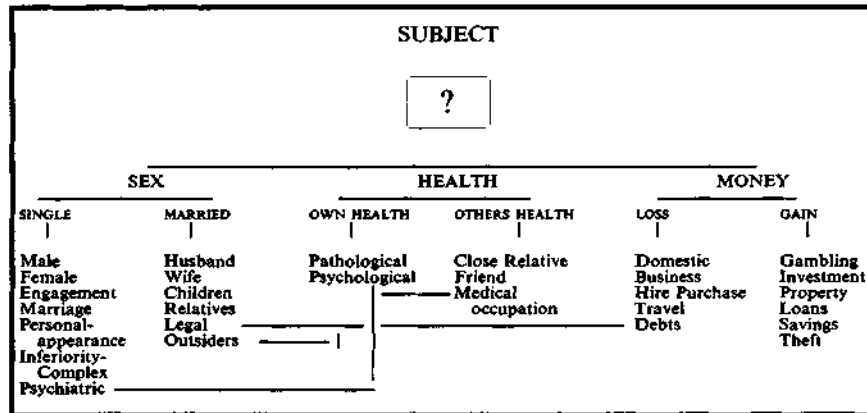 SUBJECT
?
SEX HEALTH MONEY
SINGLE MARRIED OWN HEALTH OTHERS HEALTH LOSS GAIN
Male Husband Pathological Close Relative Domestic Gambling
Female Wife Psychological Friend Business Investment
Engagement Children Medical Hire Purchase Property
Marriage Relatives occupation Travel Loans
Personal- Legal Debts Savings
appearance Outsiders Theft
Inferiority-
Complex
Psychiatric